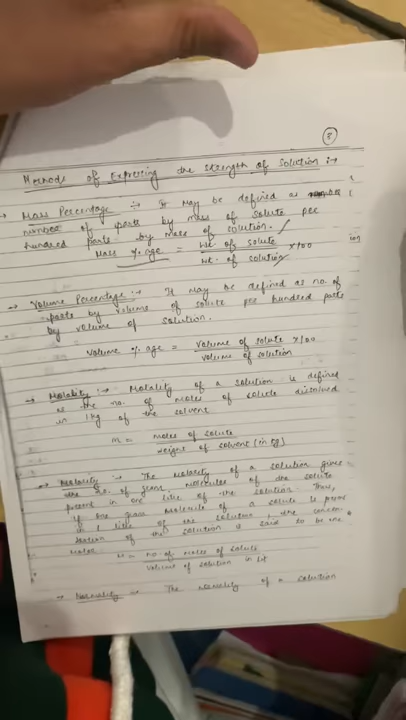 5
Methods of Expressing the strength of solution :→
→ Mass Percentage :→ It may be defined as
number of parts by mass of solute per
hundred parts by mass of solution.
Mass % age = Wt. of solute / Wt. of solution × 100
→ Volume Percentage :→ It may be defined as no. of
parts by volume of solute per hundred parts
by volume of solution.
Volume % age = volume of solute / volume of solution × 100
→ Molality :→ Molality of a solution is defined
as the no. of moles of solute dissolved
in 1 kg of the solvent
m = moles of solute / weight of solvent (in kg)
→ Molarity :→ The molarity of a solution gives
the no. of gram molecules of the solute
present in one litre of the solution. Thus,
if one gram molecule of a solute is present
in 1 litre of the solution, the concen-
tration of the solution is said to be one
molar.
M = no. of moles of solute / volume of solution in lit
→ Normality :→ The normality of a solution